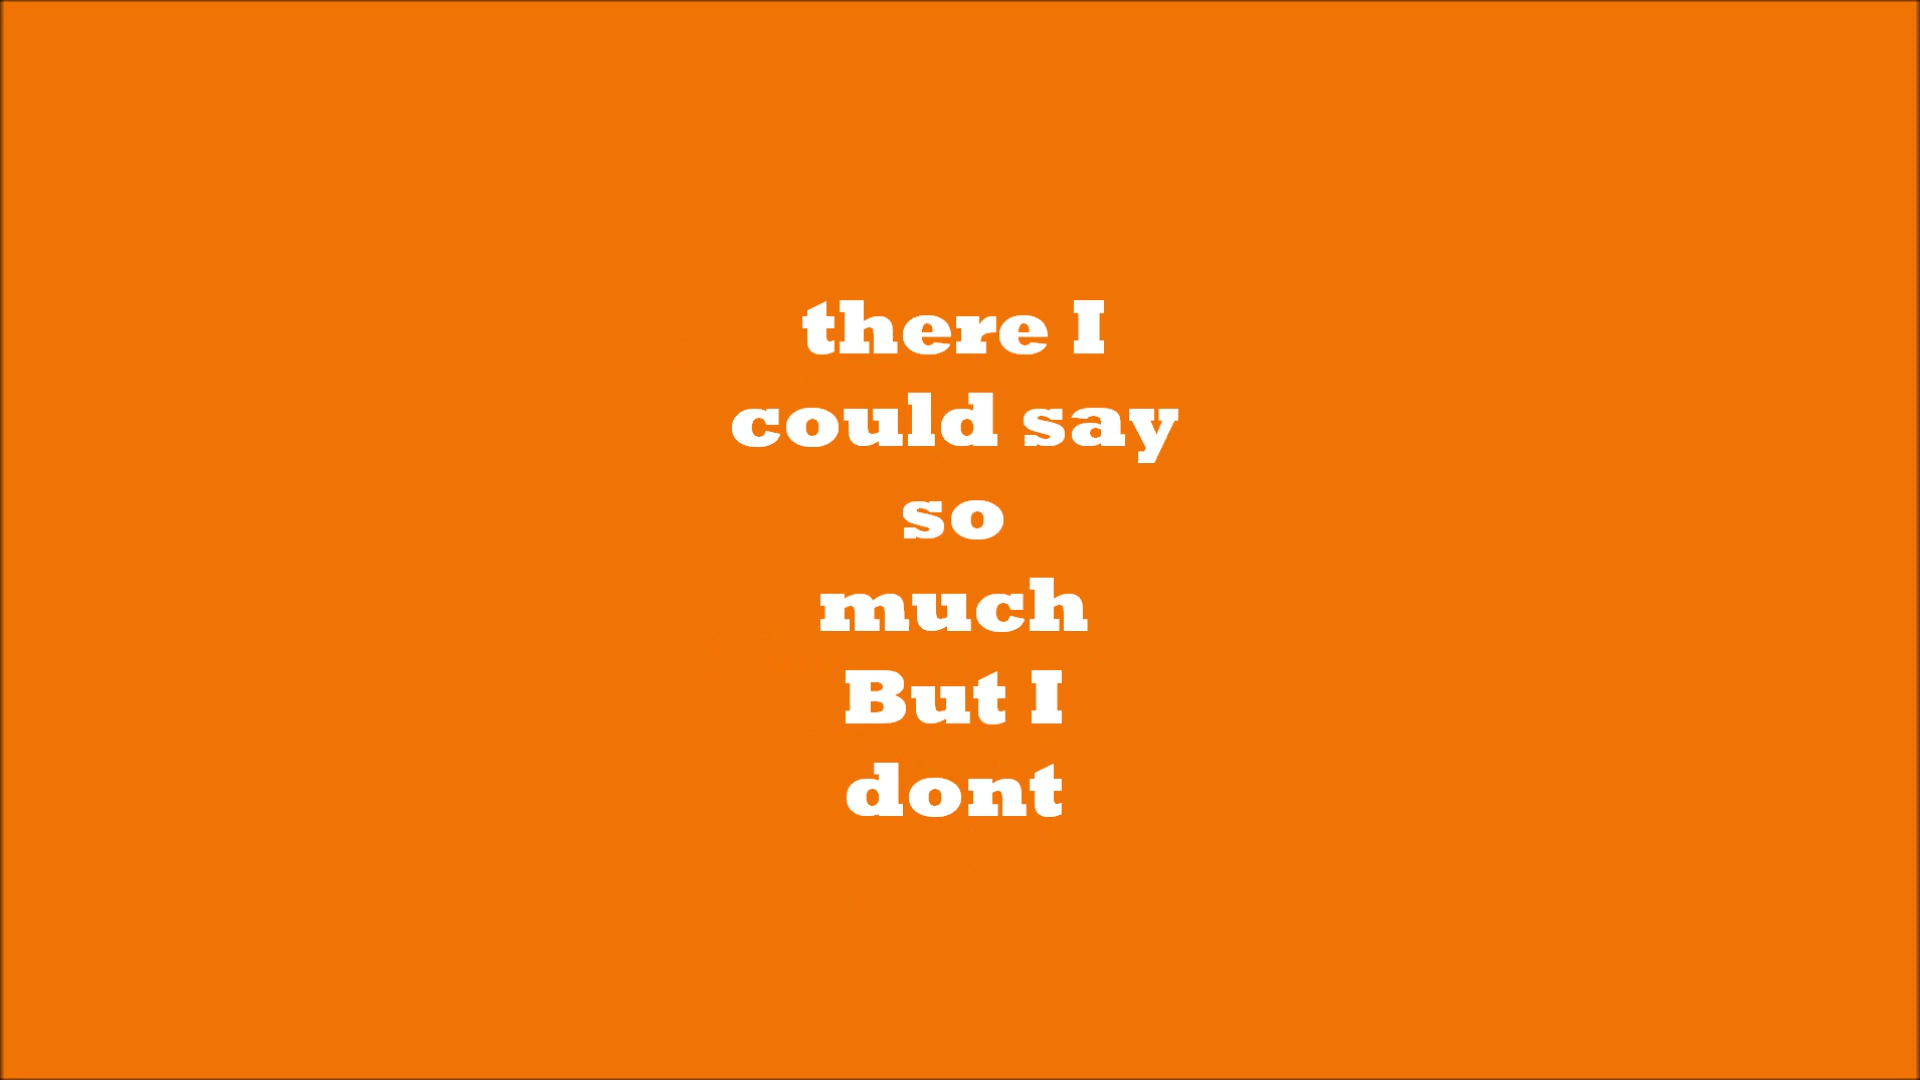 there I
could say
so
much
But I
dont